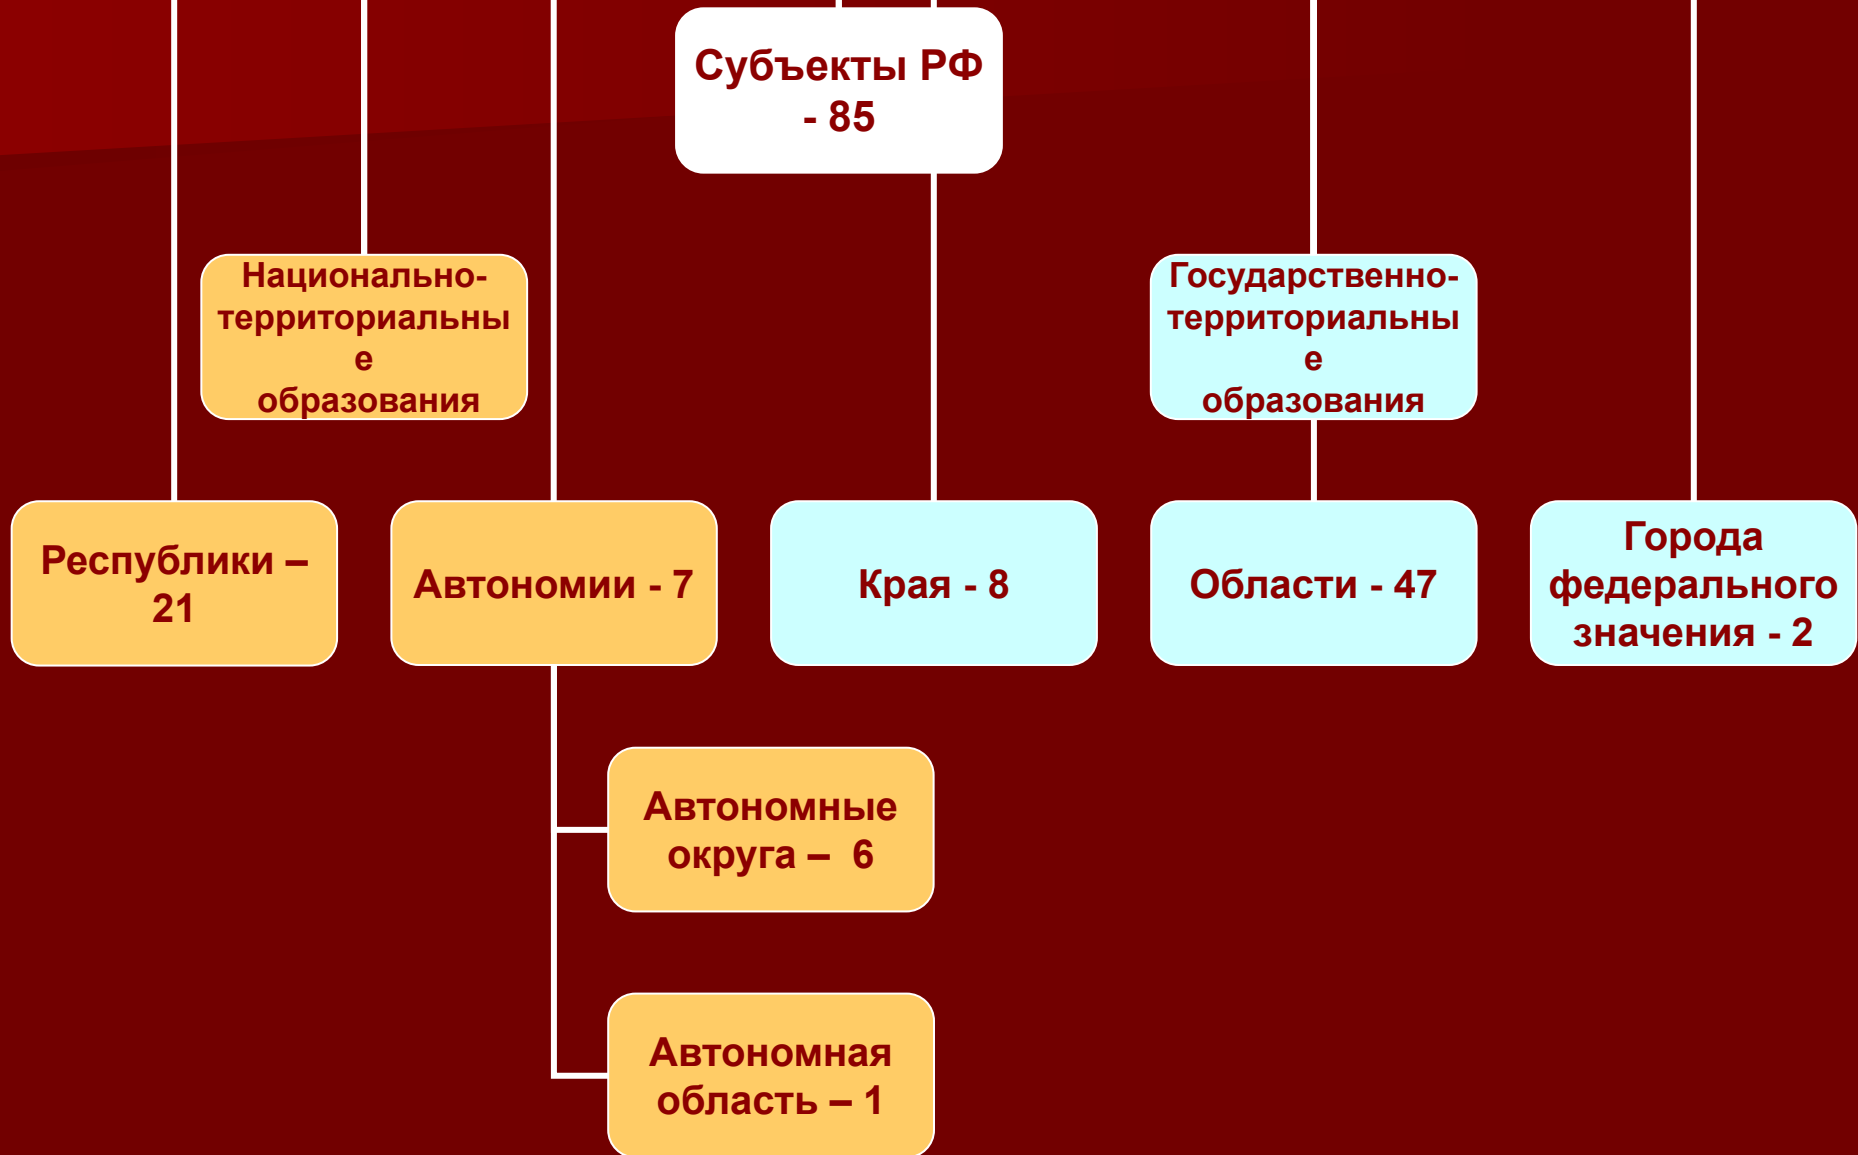 Субъекты РФ
- 85
Национально-
территориальны
е
образования
Государственно-
территориальны
е
образования
Республики –
21
Автономии - 7
Края - 8
Области - 47
Города
федерального
значения - 2
Автономные
округа – 6
Автономная
область – 1